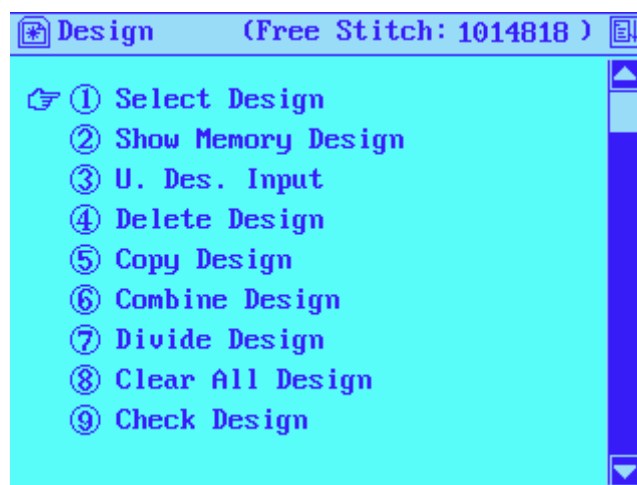 Design (Free Stitch: 1014818 )
① Select Design
② Show Memory Design
③ U. Des. Input
④ Delete Design
⑤ Copy Design
⑥ Combine Design
⑦ Divide Design
⑧ Clear All Design
⑨ Check Design